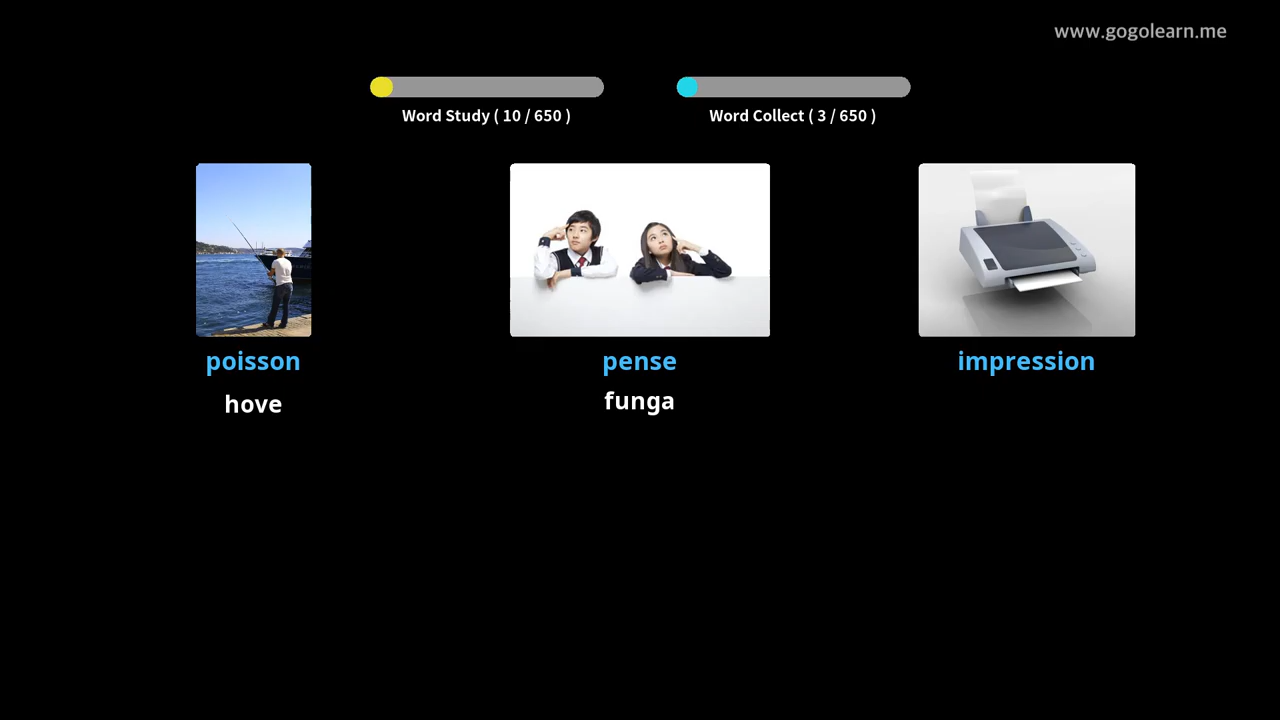 www.gogolearn.me
Word Study ( 10 / 650 )
Word Collect ( 3 / 650 )
poisson
pense
impression
hove
funga